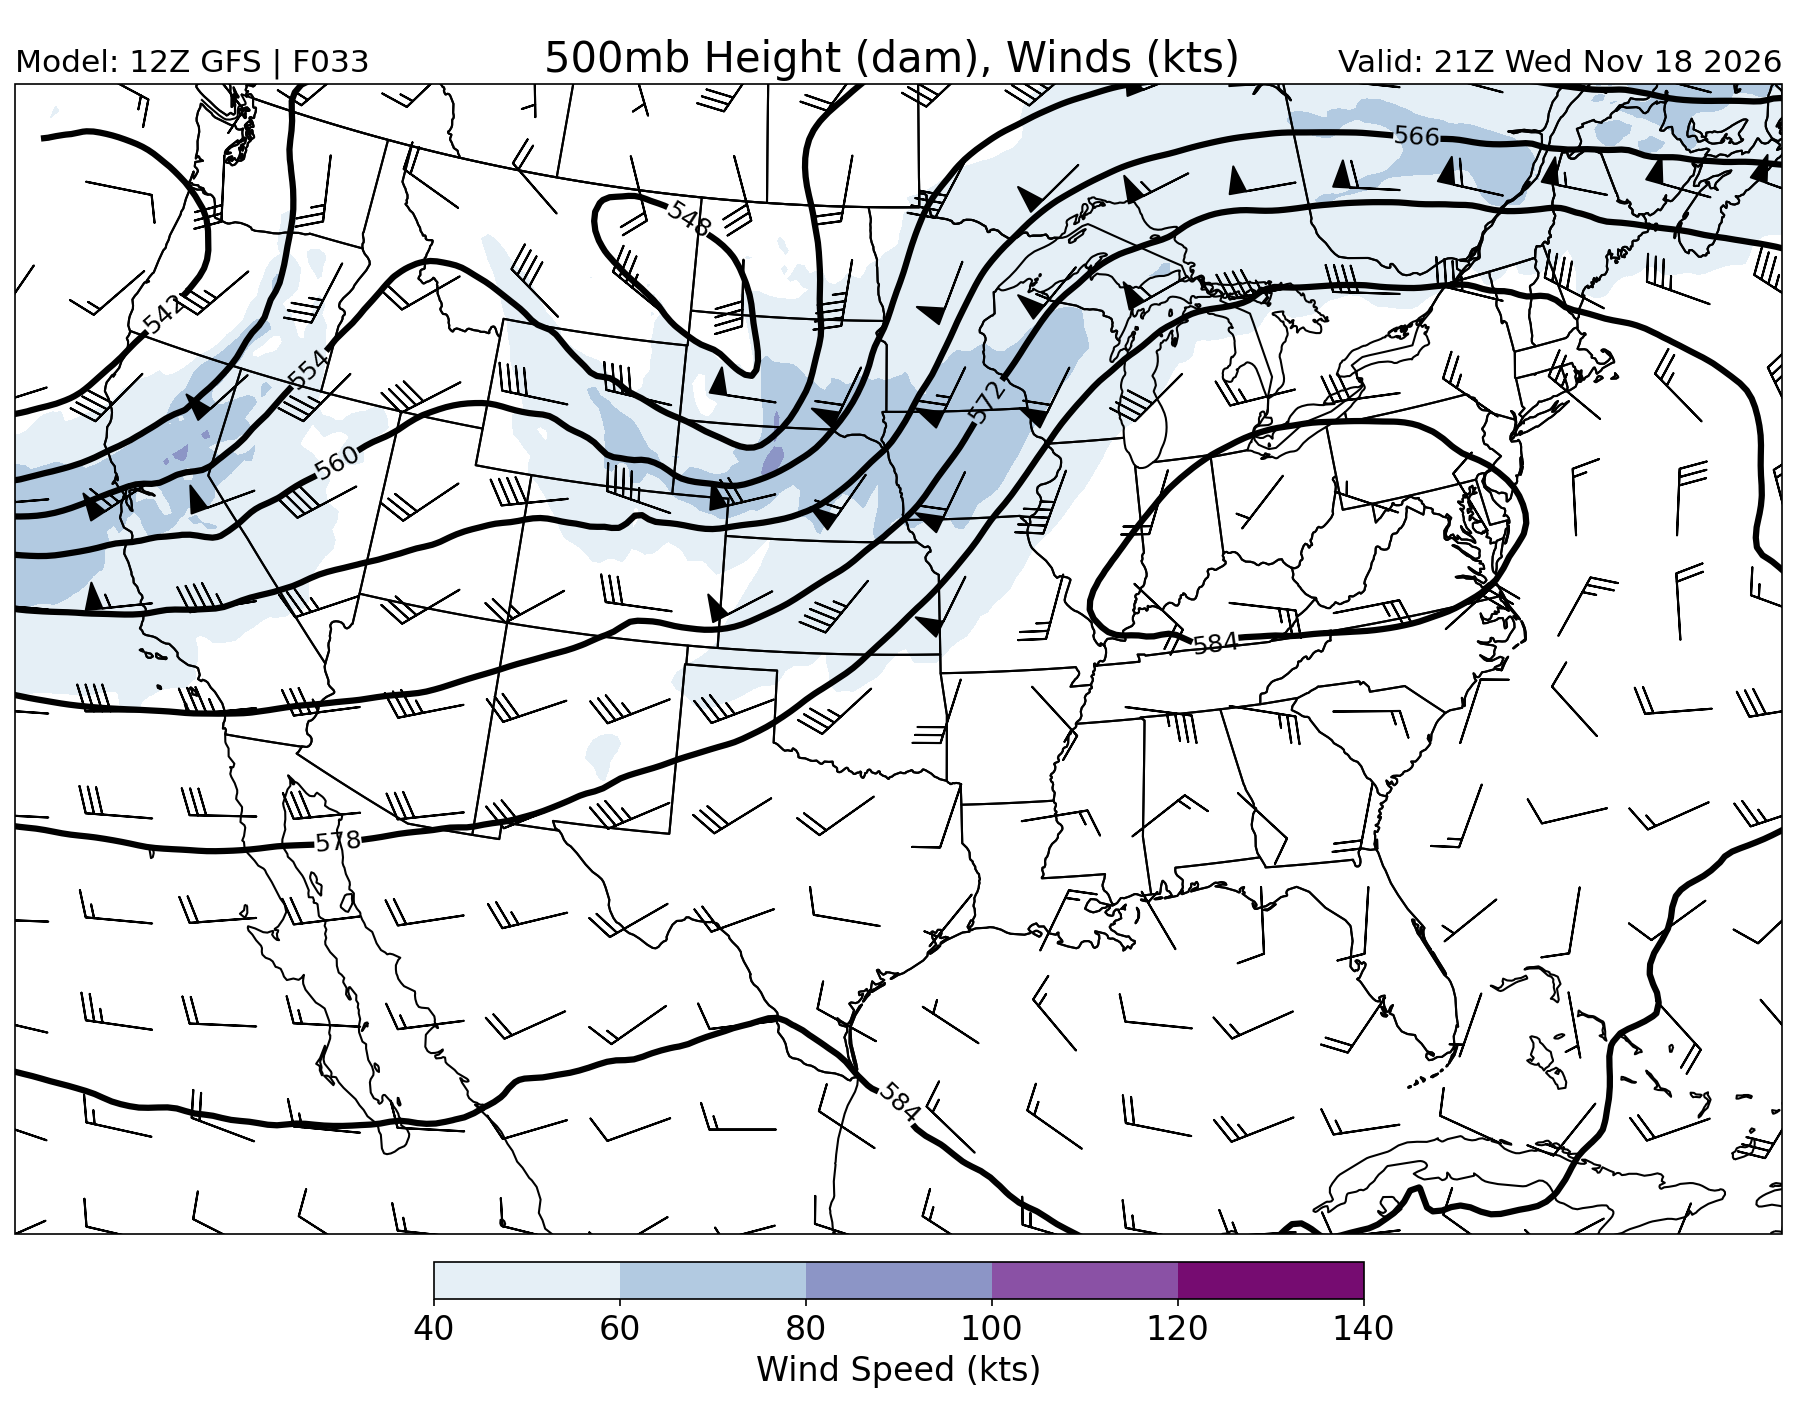 Model: 12Z GFS | F033
500mb Height (dam), Winds (kts)
Valid: 21Z Wed Nov 18 2026
566
548
542
554
572
560
584
578
584
40 60 80 100 120 140
Wind Speed (kts)